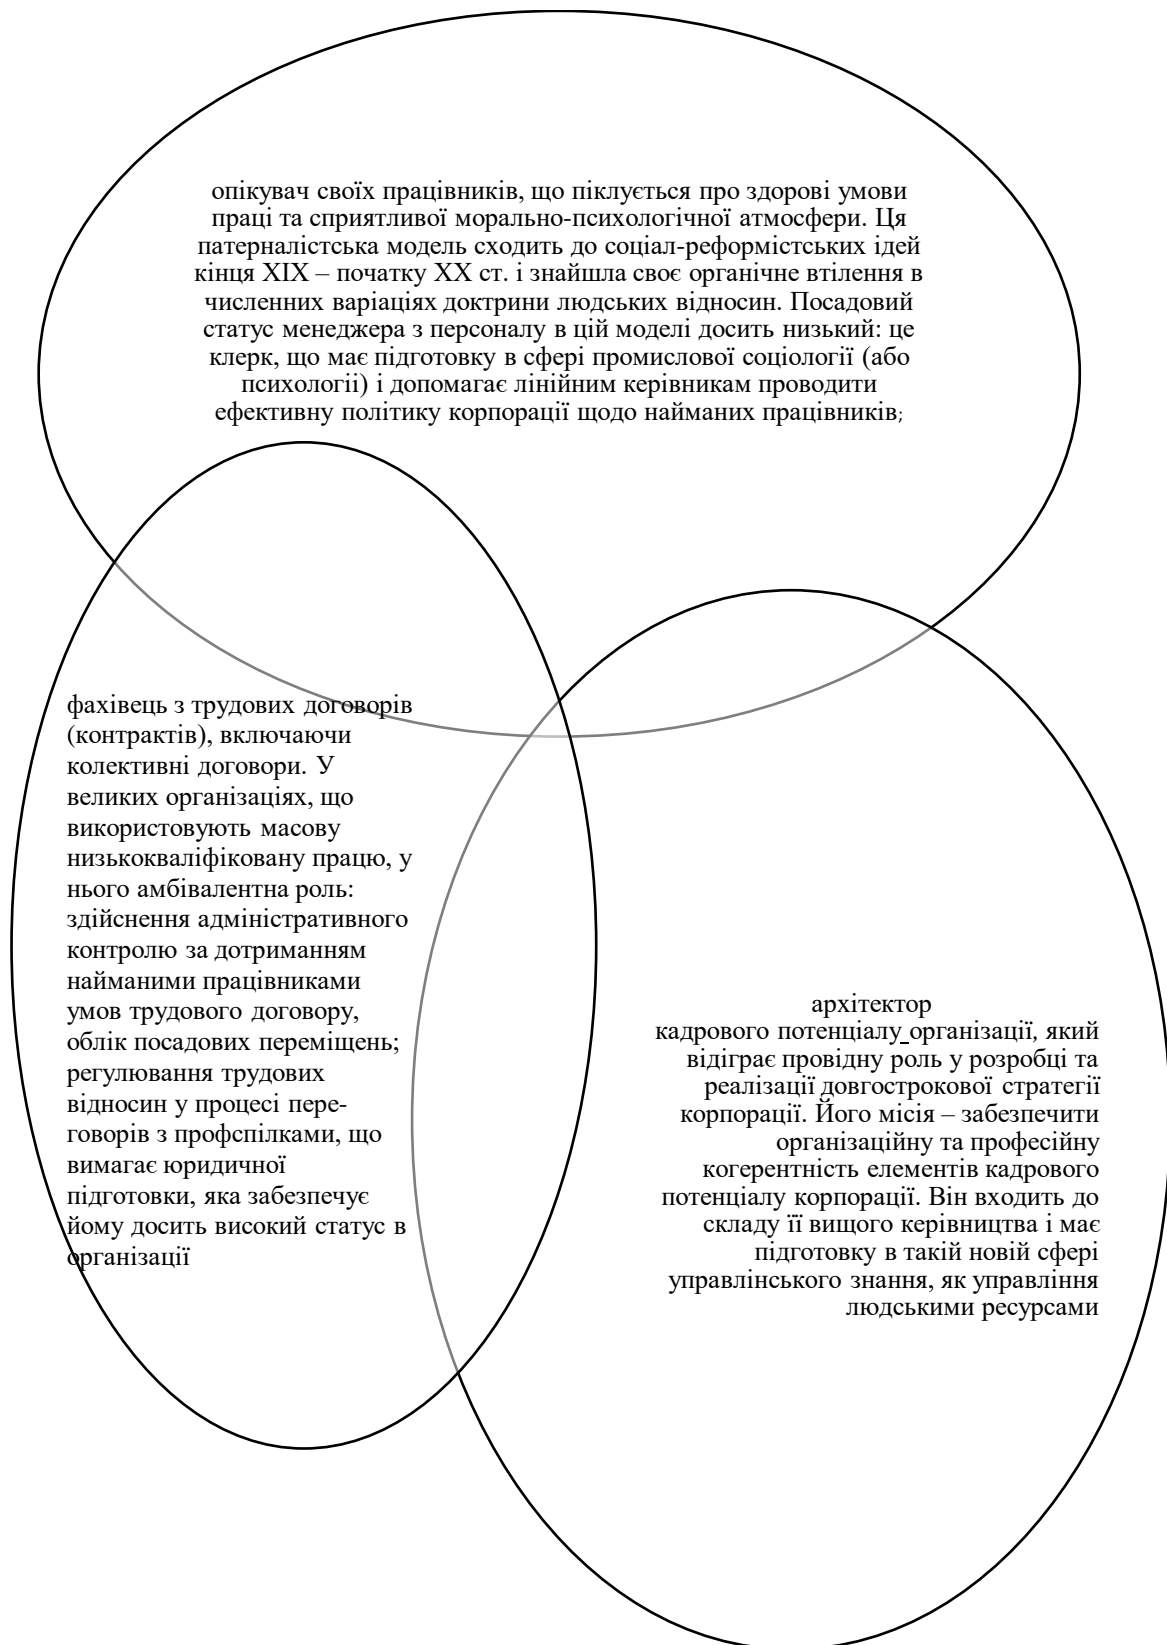 опікувач своїх працівників, що піклується про здорові умови
праці та сприятливої морально-психологічної атмосфери. Ця
патерналістська модель сходить до соціал-реформістських ідей
кінця XIX – початку XX ст. і знайшла своє органічне втілення в
численних варіаціях доктрини людських відносин. Посадовий
статус менеджера з персоналу в цій моделі досить низький: це
клерк, що має підготовку в сфері промислової соціології (або
психологіі) і допомагає лінійним керівникам проводити
ефективну політику корпорації щодо найманих працівників;
фахівець з трудових договорів
(контрактів), включаючи
колективні договори. У
великих організаціях, що
використовують масову
низькокваліфіковану працю, у
нього амбівалентна роль:
здійснення адміністративного
контролю за дотриманням
найманими працівниками
умов трудового договору,
облік посадових переміщень;
регулювання трудових
відносин у процесі пере-
говорів з профспілками, що
вимагає юридичної
підготовки, яка забезпечує
йому досить високий статус в
організації
архітектор
кадрового потенціалу організації, який
відіграє провідну роль у розробці та
реалізації довгострокової стратегії
корпорації. Його місія – забезпечити
організаційну та професійну
когерентність елементів кадрового
потенціалу корпорації. Він входить до
складу її вищого керівництва і має
підготовку в такій новій сфері
управлінського знання, як управління
людськими ресурсами